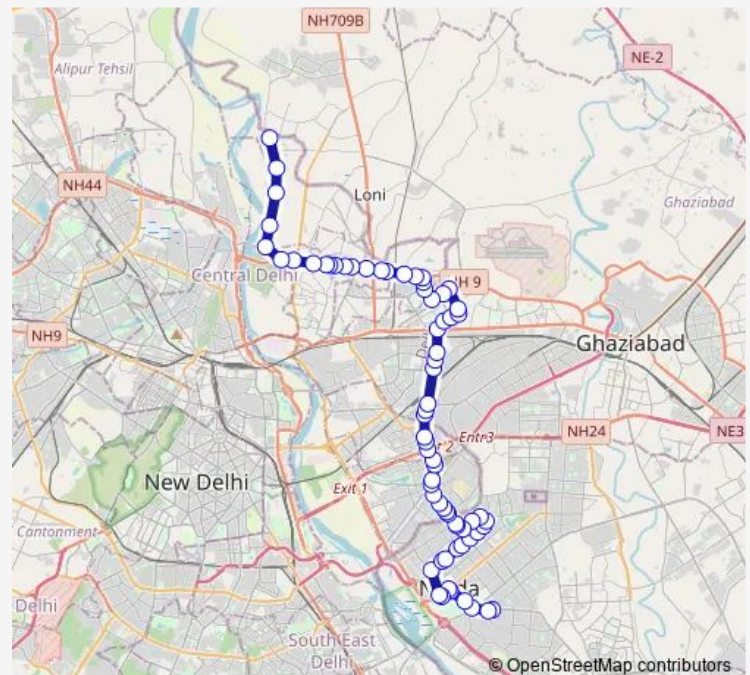 NH709B
NE-2
Alipur Tehsil
NH44
Loni
Ghaziabad
Central Delhi
NH 9
NH9
Ghaziabad
NH24
Entr3
NE3
New Delhi
Exit 1
Cantonment
Delhi
South East
Delhi
© OpenStreetMap contributors